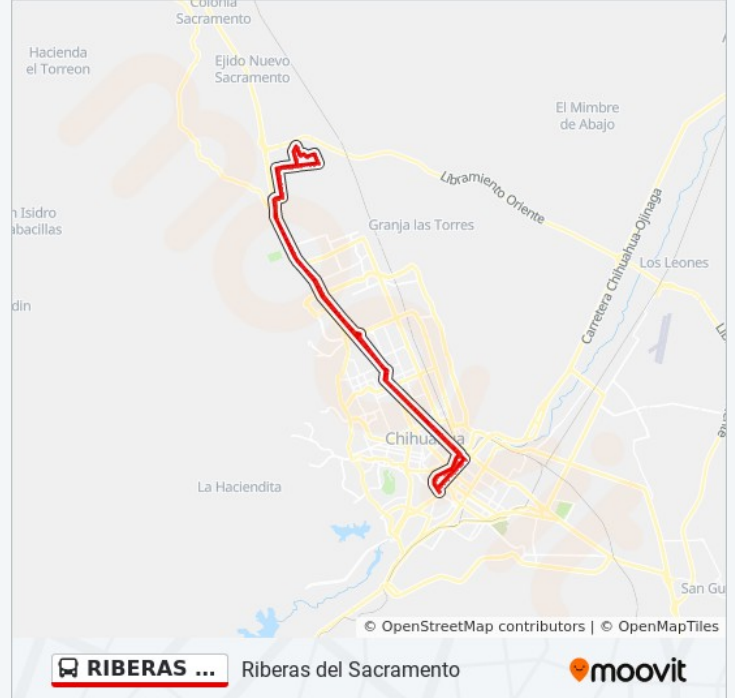 Colonia
Sacramento
Hacienda
el Torreon
Ejido Nuevo
Sacramento
El Mimbre
de Abajo
Libramiento Oriente
n Isidro
abacillas
Granja las Torres
Carretera Chihuahua-Ojinaga
Los Leones
din
Chihuahua
La Haciendita
San Gu
© OpenStreetMap contributors | © OpenMapTiles
RIBERAS ...
Riberas del Sacramento
moovit